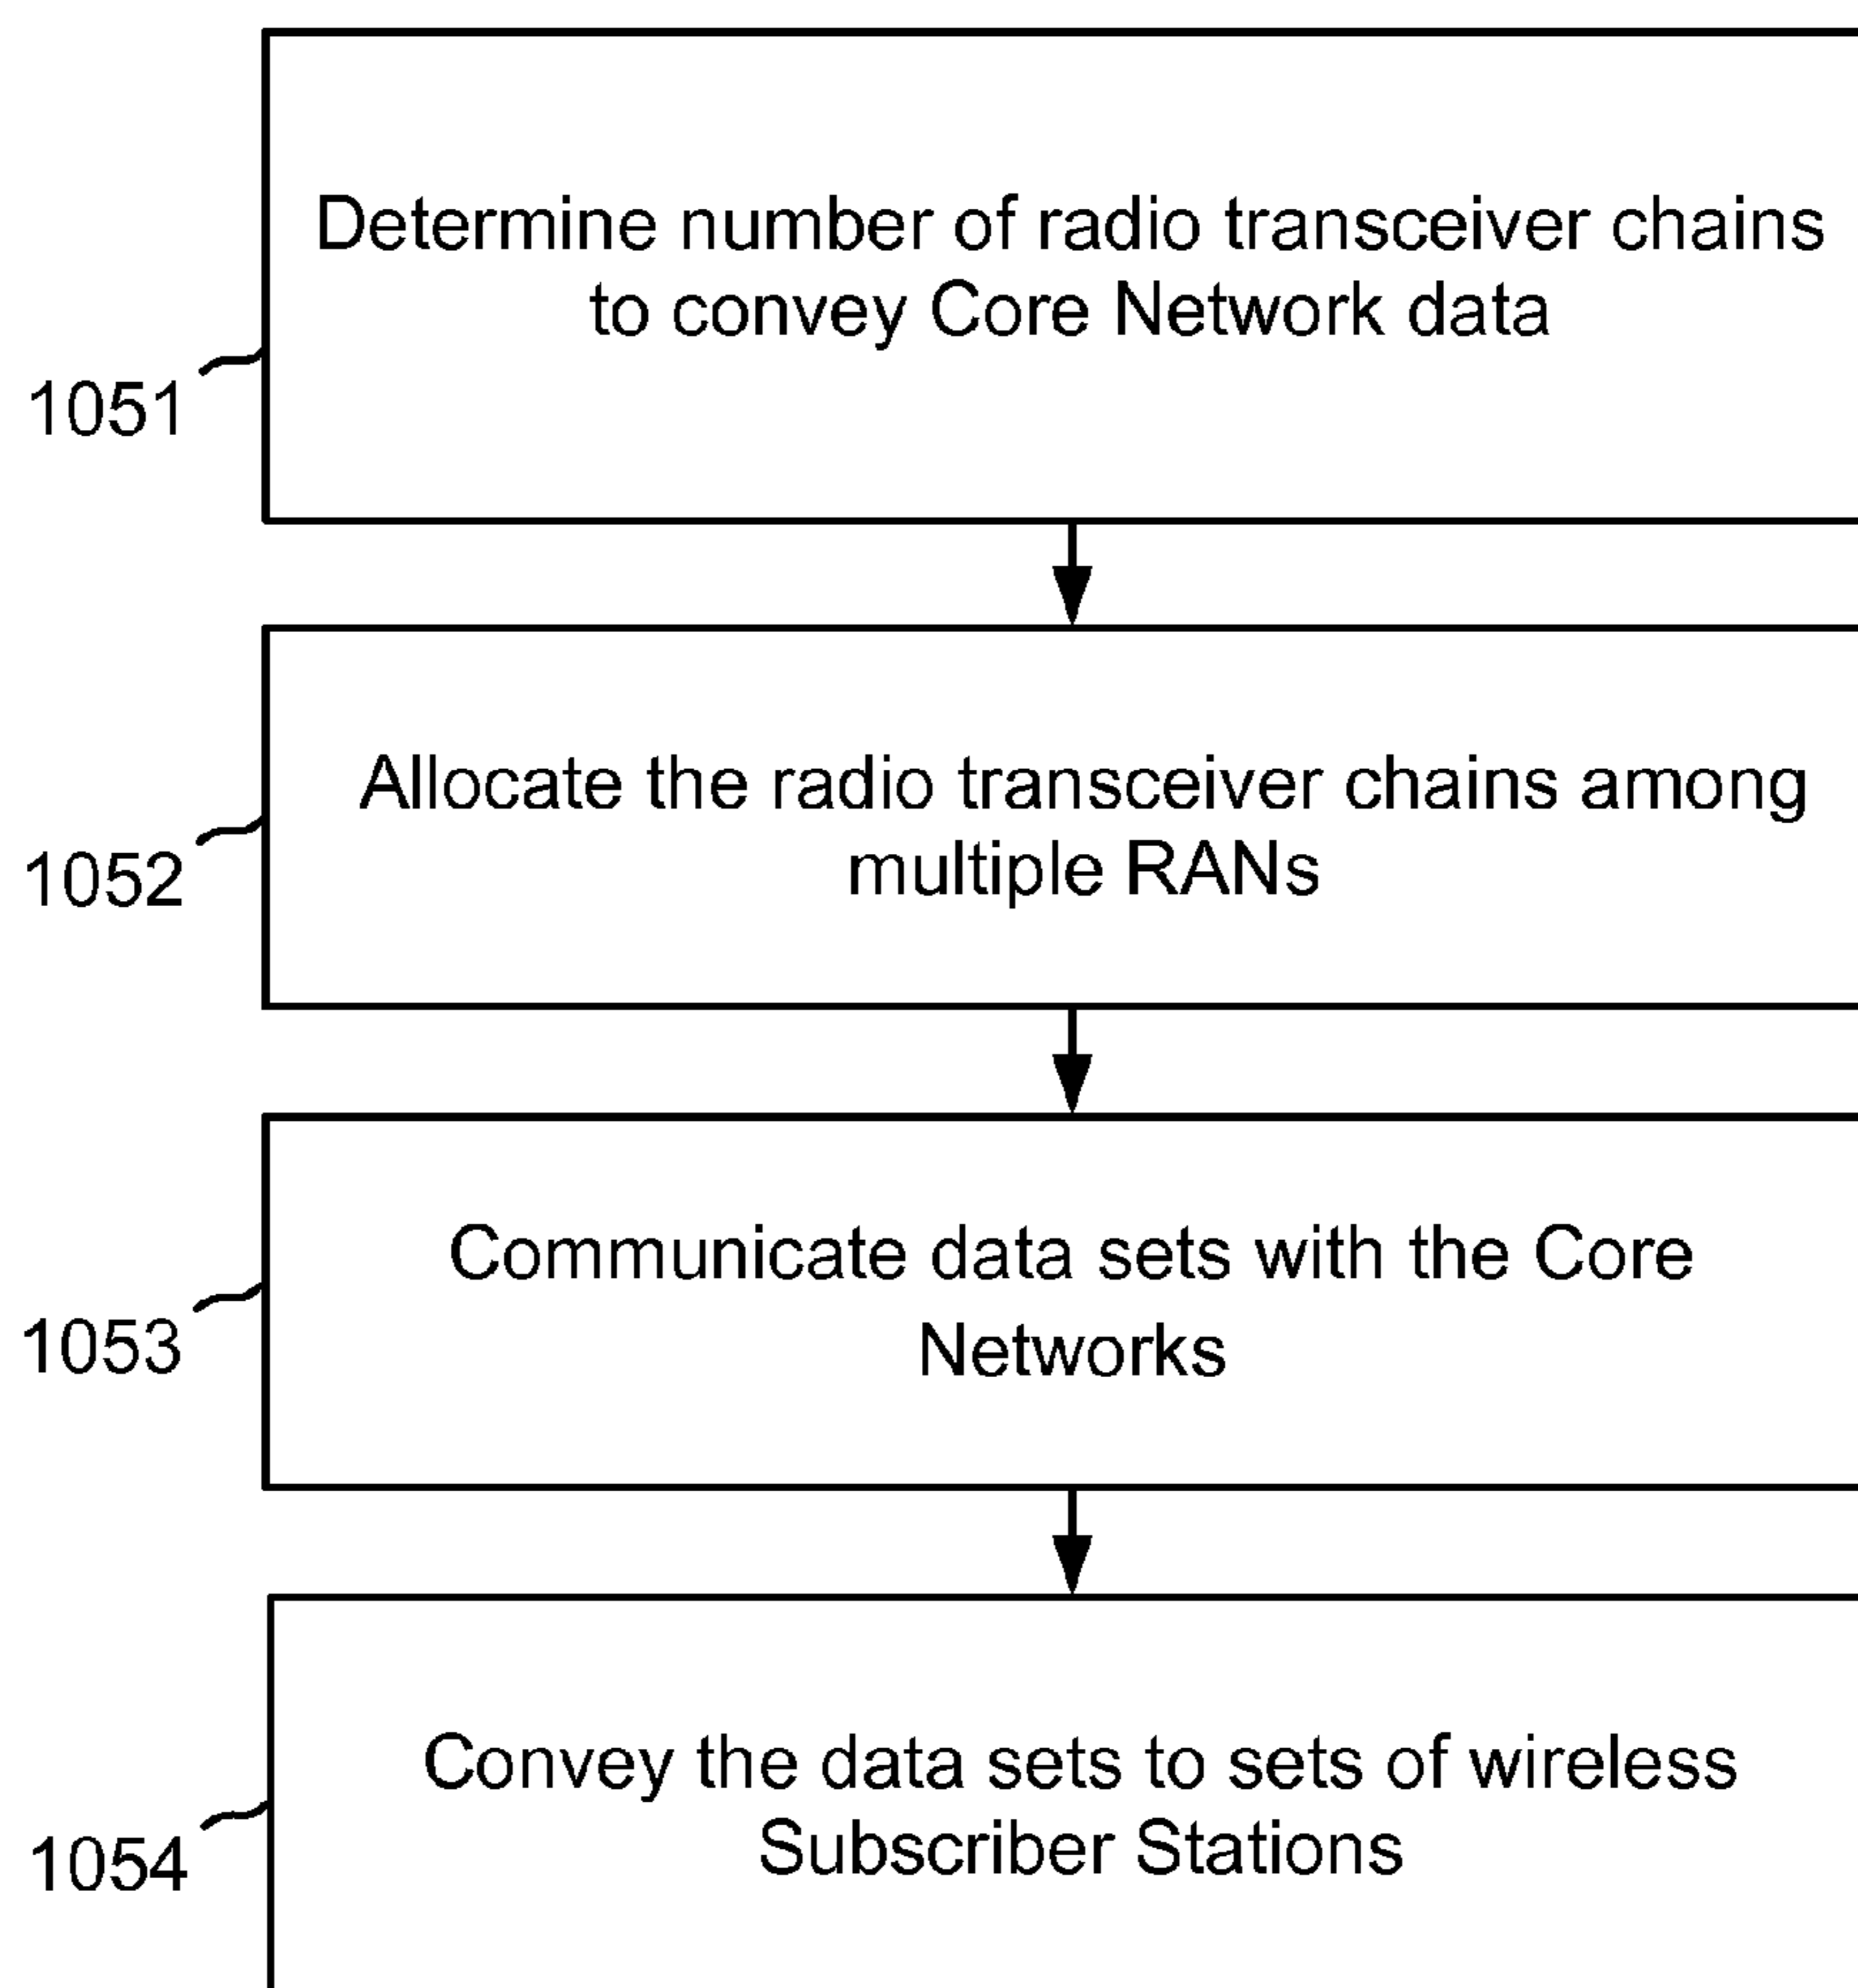 Determine number of radio transceiver chains
to convey Core Network data
1051
Allocate the radio transceiver chains among
multiple RANs
1052
Communicate data sets with the Core
Networks
1053
Convey the data sets to sets of wireless
Subscriber Stations
1054